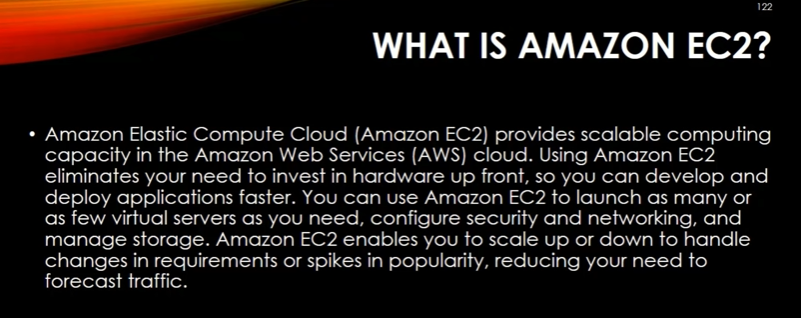 122
WHAT IS AMAZON EC2?
• Amazon Elastic Compute Cloud (Amazon EC2) provides scalable computing
capacity in the Amazon Web Services (AWS) cloud. Using Amazon EC2
eliminates your need to invest in hardware up front, so you can develop and
deploy applications faster. You can use Amazon EC2 to launch as many or
as few virtual servers as you need, configure security and networking, and
manage storage. Amazon EC2 enables you to scale up or down to handle
changes in requirements or spikes in popularity, reducing your need to
forecast traffic.